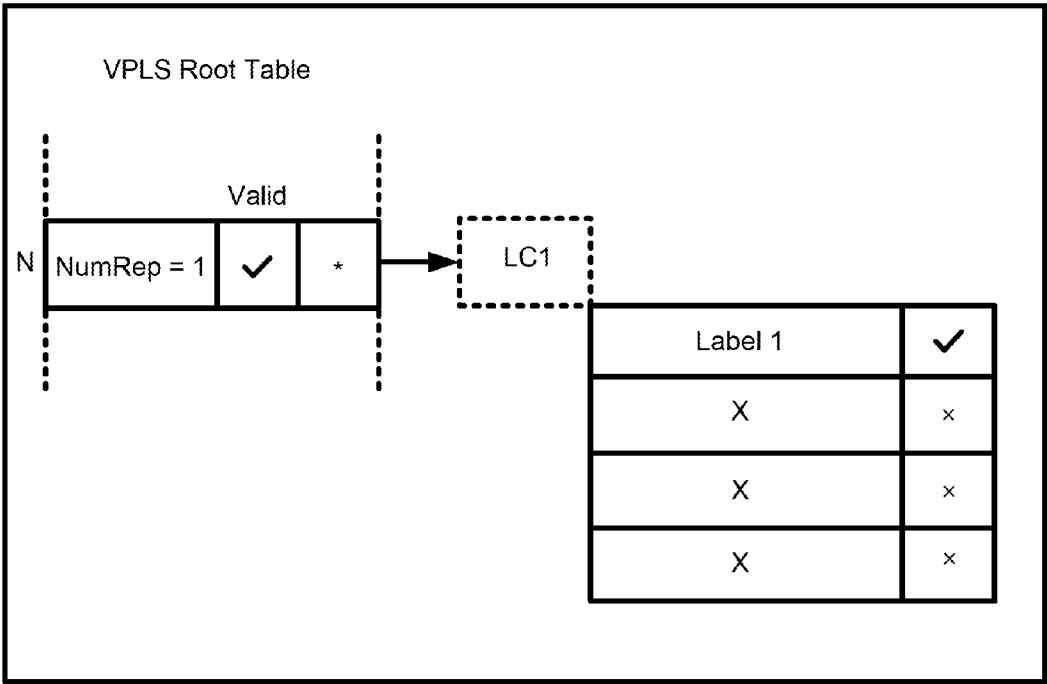 VPLS Root Table
Valid
N NumRep = 1 ✓ * LC1
Label 1 ✓
X ×
X ×
X ×